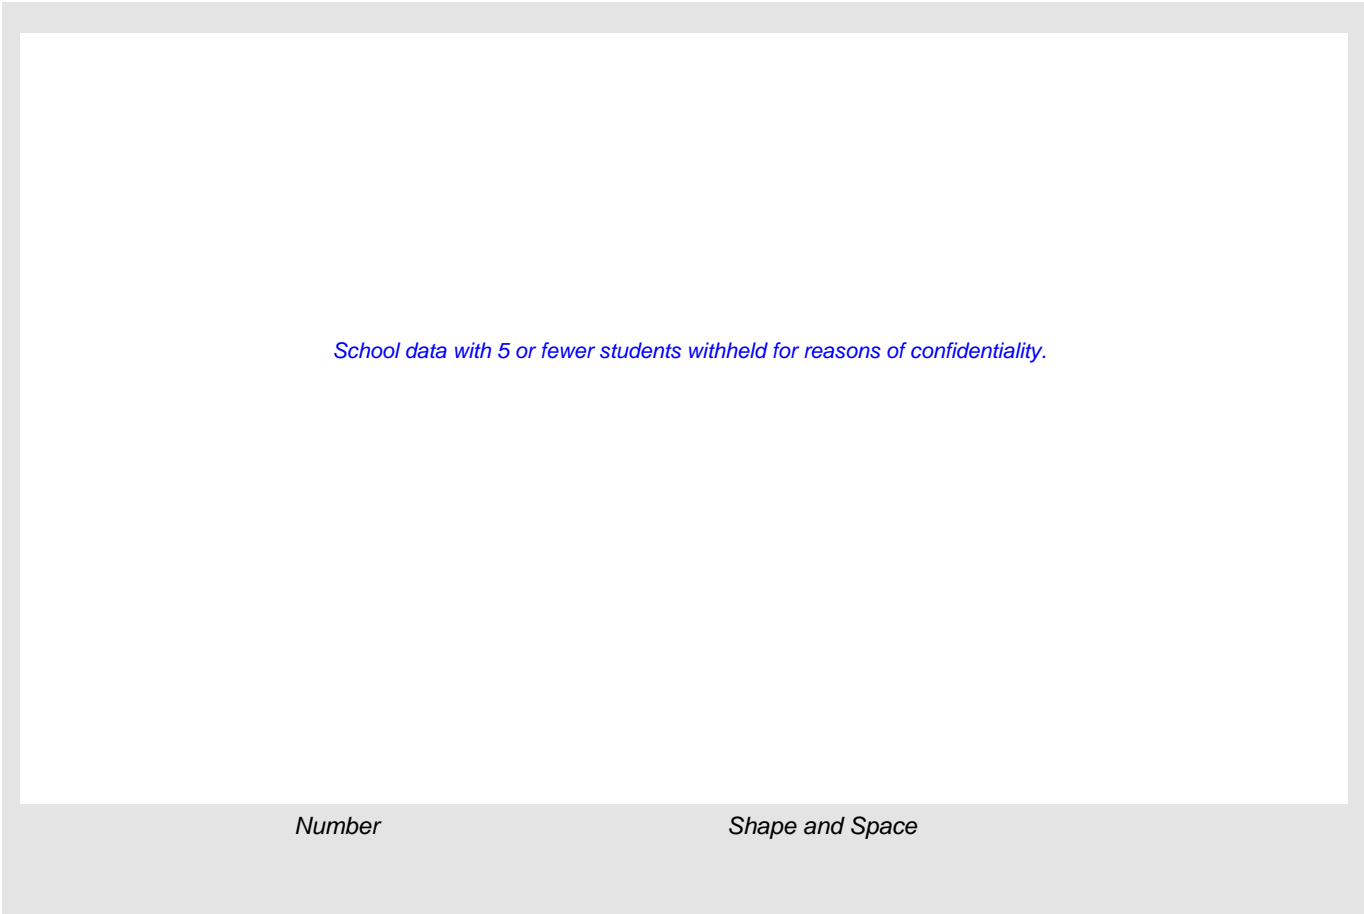 School data with 5 or fewer students withheld for reasons of confidentiality.
Number Shape and Space